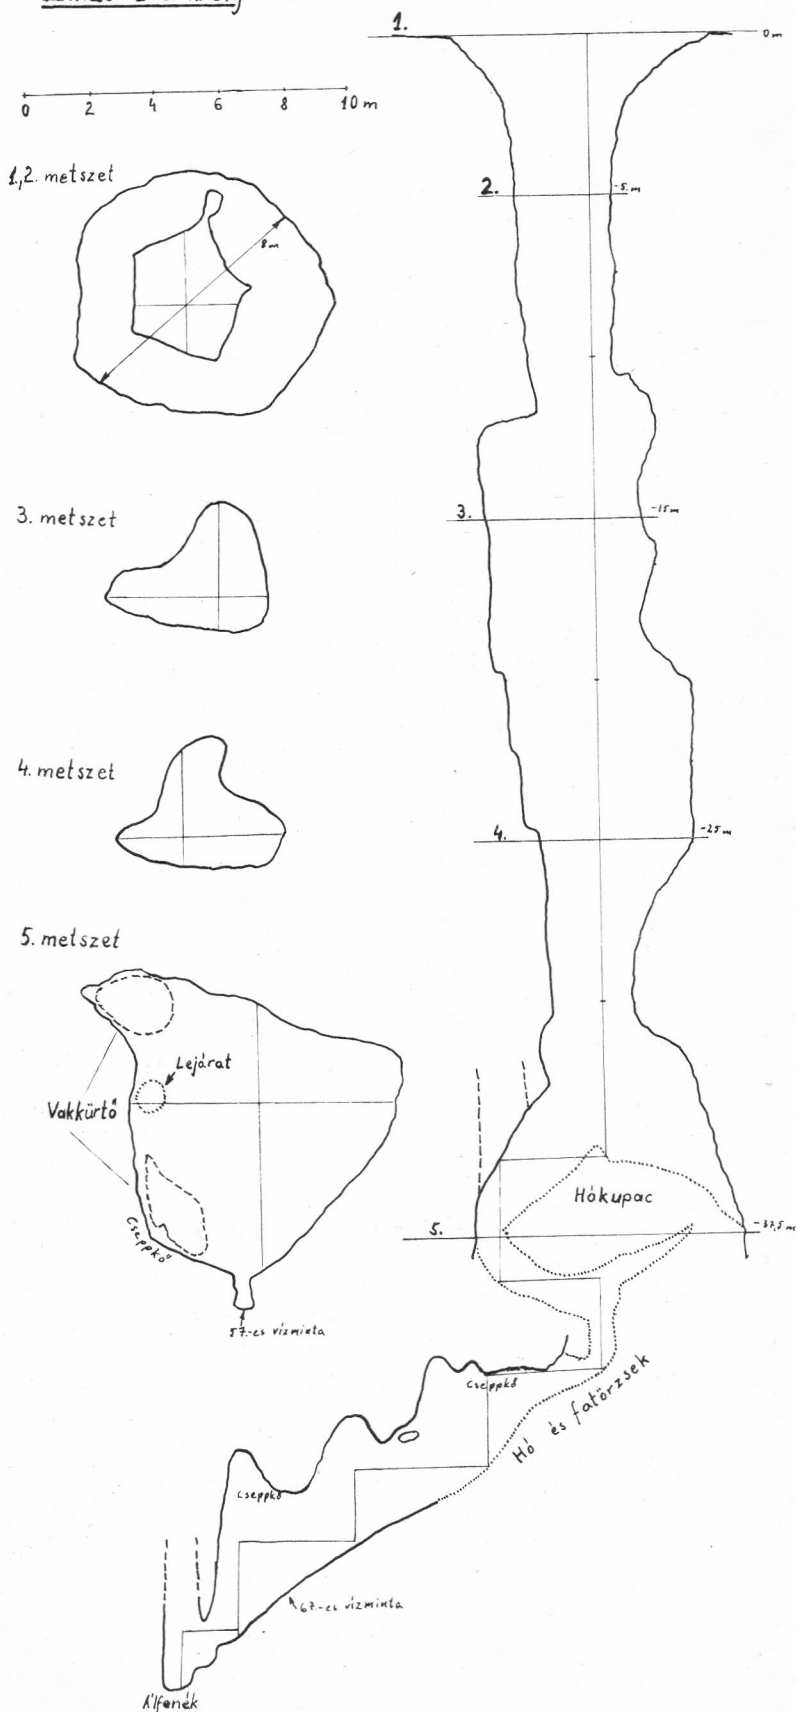 0 2 4 6 8 10 m
1,2. metszet
8 m
3. metszet
4. metszet
5. metszet
Lejárat
Vakkürtő
Cseppkő
57.-es vízminta
1.
0 m
2.
-5. m
3.
-15 m
4.
-25 m
Hókupac
5.
-37,5 m
Cseppkő
Hó és fatörzsek
Cseppkő
67.-es vízminta
Álfenék